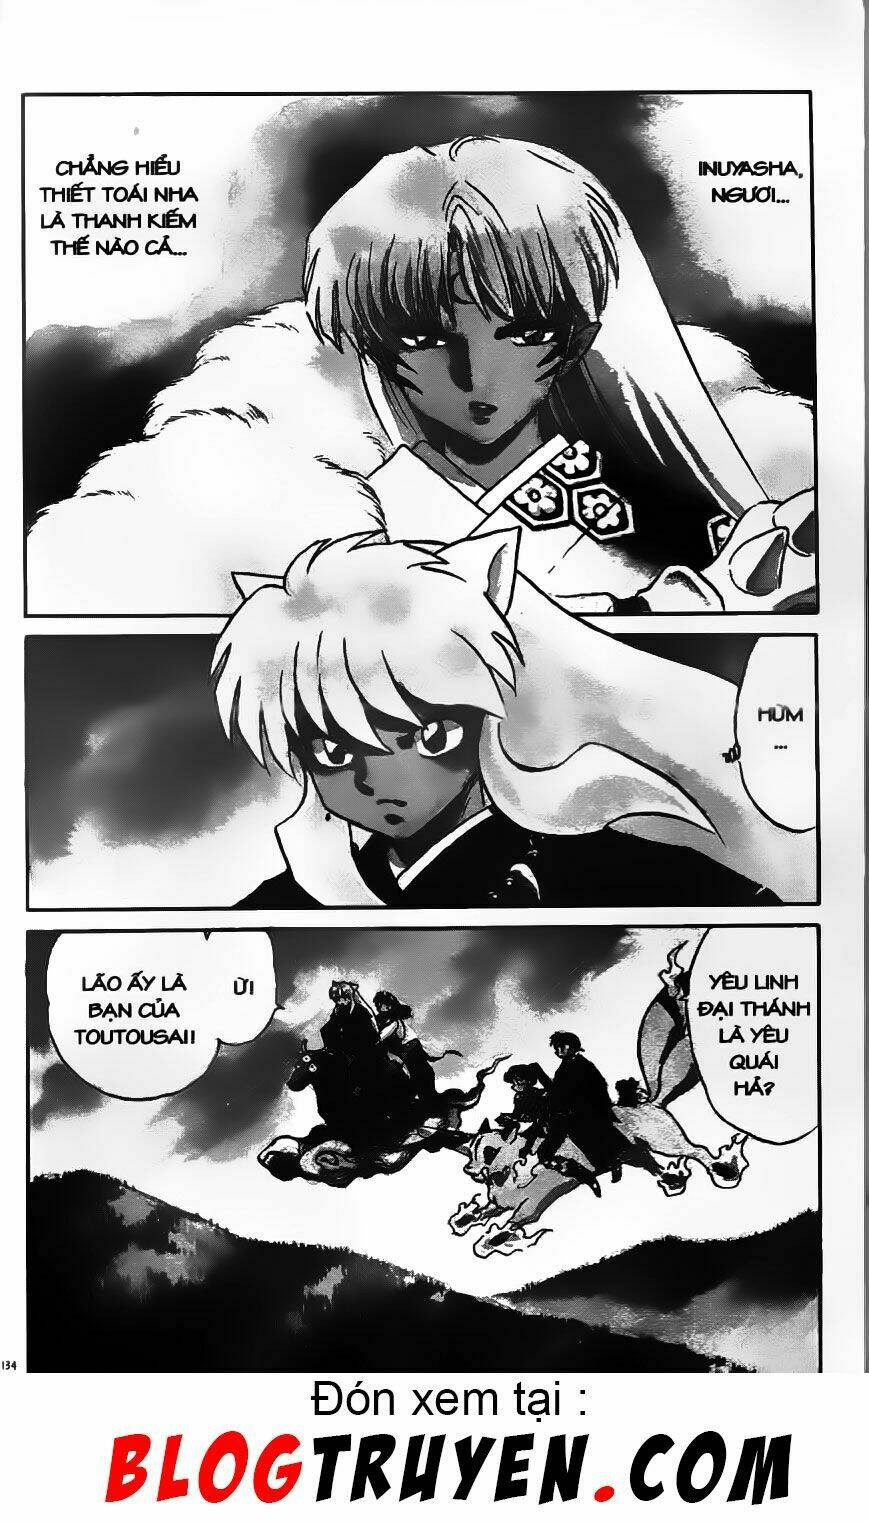 INUYASHA,
NGƯƠI...
CHẲNG HIỂU
THIẾT TOÁI NHA
LÀ THANH KIẾM
THẾ NÀO CẢ...
HỪM
...
YÊU LINH
ĐẠI THÁNH
LÀ YÊU
QUÁI
HẢ?
ỪI
LÃO ẤY LÀ
BẠN CỦA
TOUTOUSAI!
134
Đón xem tại :
BLOGTRUYEN.COM